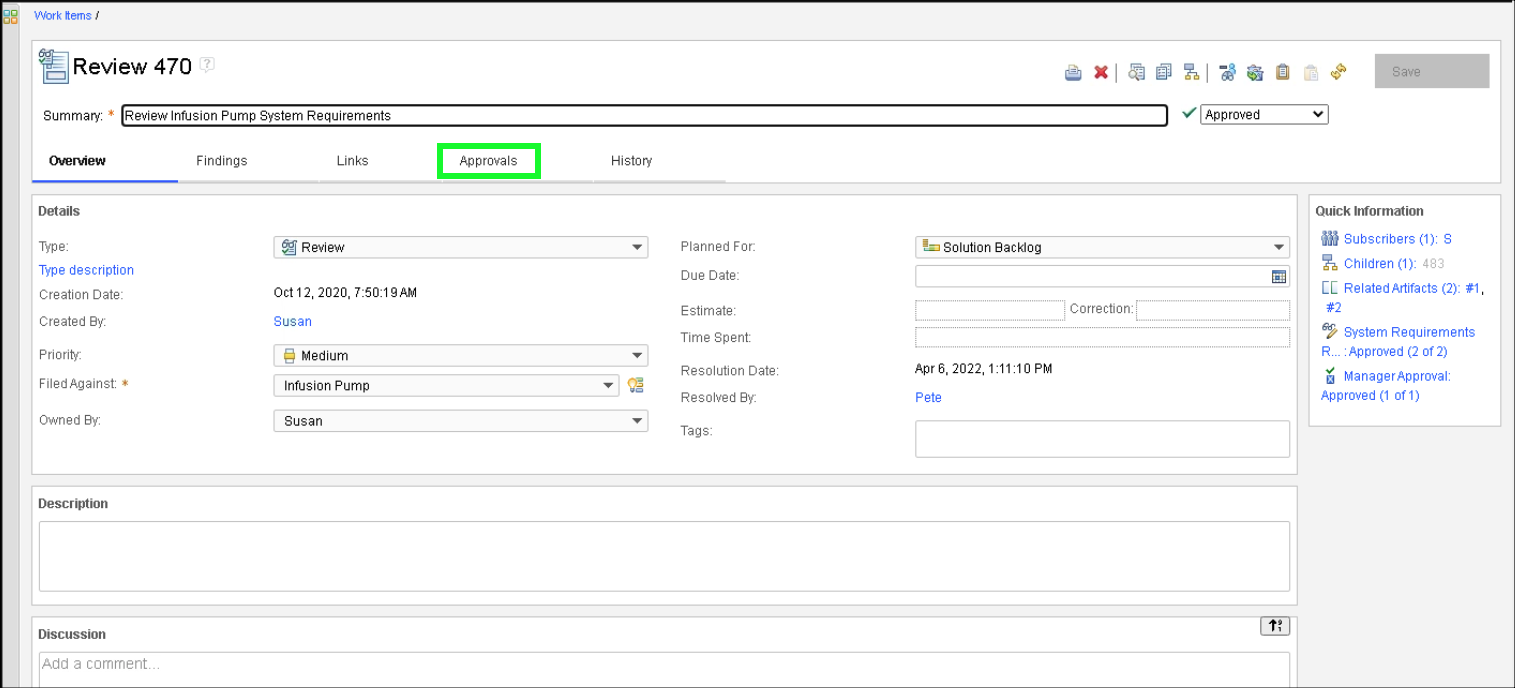 Work Items /
Review 470 ?
Save
Summary: * Review Infusion Pump System Requirements
Approved
Overview Findings Links Approvals History
Details
Type: Review
Type description
Creation Date: Oct 12, 2020, 7:50:19 AM
Created By: Susan
Priority: Medium
Filed Against: * Infusion Pump
Owned By: Susan
Planned For: Solution Backlog
Due Date:
Estimate: Correction:
Time Spent:
Resolution Date: Apr 6, 2022, 1:11:10 PM
Resolved By: Pete
Tags:
Quick Information
Subscribers (1): S
Children (1): 483
Related Artifacts (2): #1,
#2
System Requirements
R... : Approved (2 of 2)
Manager Approval:
Approved (1 of 1)
Description
Discussion
Add a comment...